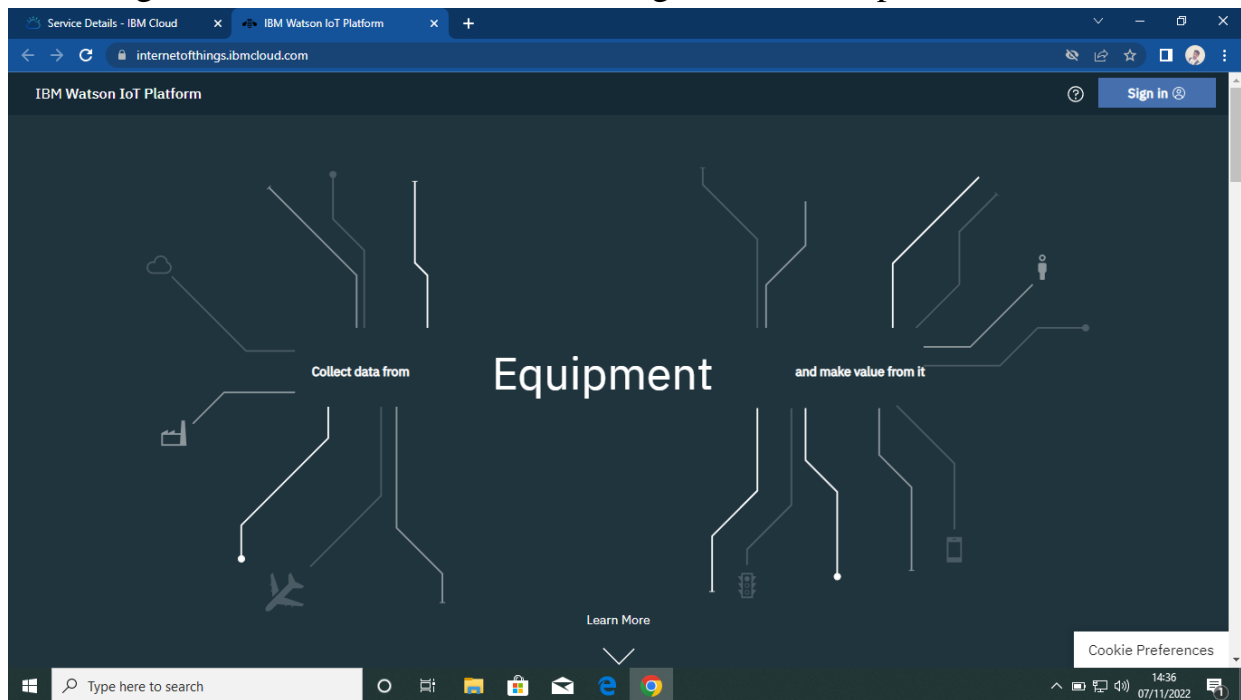 Service Details - IBM Cloud
IBM Watson IoT Platform
internetofthings.ibmcloud.com
IBM Watson IoT Platform
Sign in
Collect data from
Equipment
and make value from it
Learn More
Cookie Preferences
Type here to search
14:36
07/11/2022
1